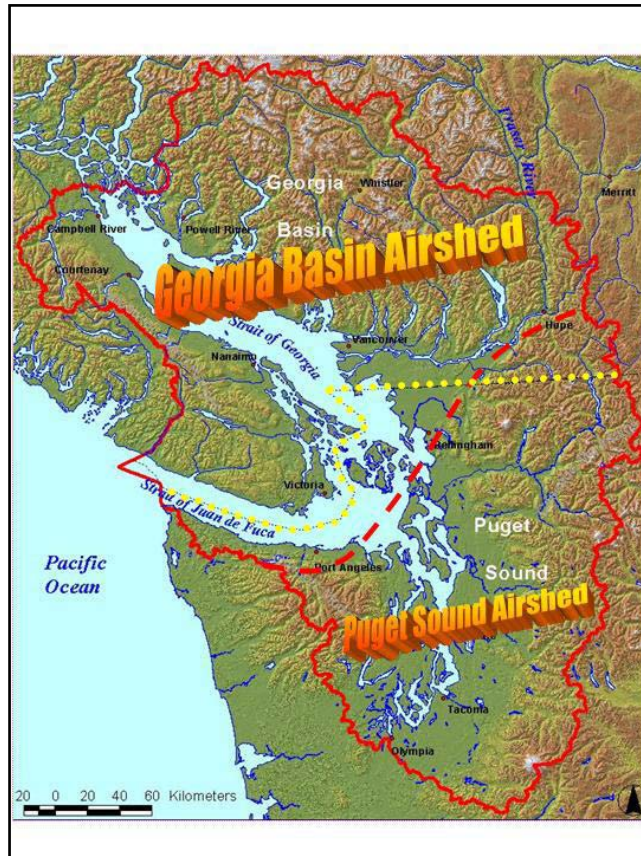 Fraser River
Merritt
Georgia
Whistler
Basin
Campbell River
Powell River
Georgia Basin Airshed
Courtenay
Strait of Georgia
Vancouver
Hope
Nanaimo
Bellingham
Victoria
Strait of Juan de Fuca
Puget
Pacific
Ocean
Port Angeles
Sound
Puget Sound Airshed
Tacoma
Olympia
20 0 20 40 60 Kilometers